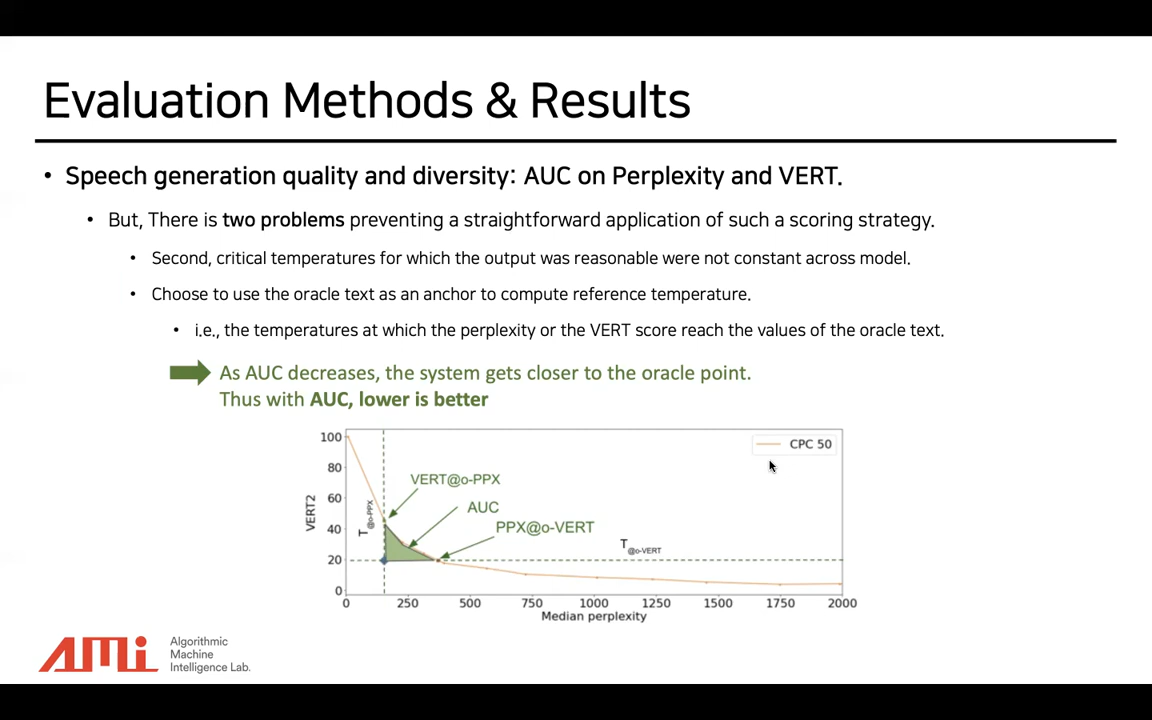 Evaluation Methods & Results
• Speech generation quality and diversity: AUC on Perplexity and VERT.
• But, There is two problems preventing a straightforward application of such a scoring strategy.
• Second, critical temperatures for which the output was reasonable were not constant across model.
• Choose to use the oracle text as an anchor to compute reference temperature.
• i.e., the temperatures at which the perplexity or the VERT score reach the values of the oracle text.
As AUC decreases, the system gets closer to the oracle point.
Thus with AUC, lower is better
100
80
60
40
20
0
VERT2
CPC 50
VERT@o-PPX
AUC
PPX@o-VERT
T@o-PPX
T@o-VERT
0 250 500 750 1000 1250 1500 1750 2000
Median perplexity
AMi
Algorithmic
Machine
Intelligence Lab.